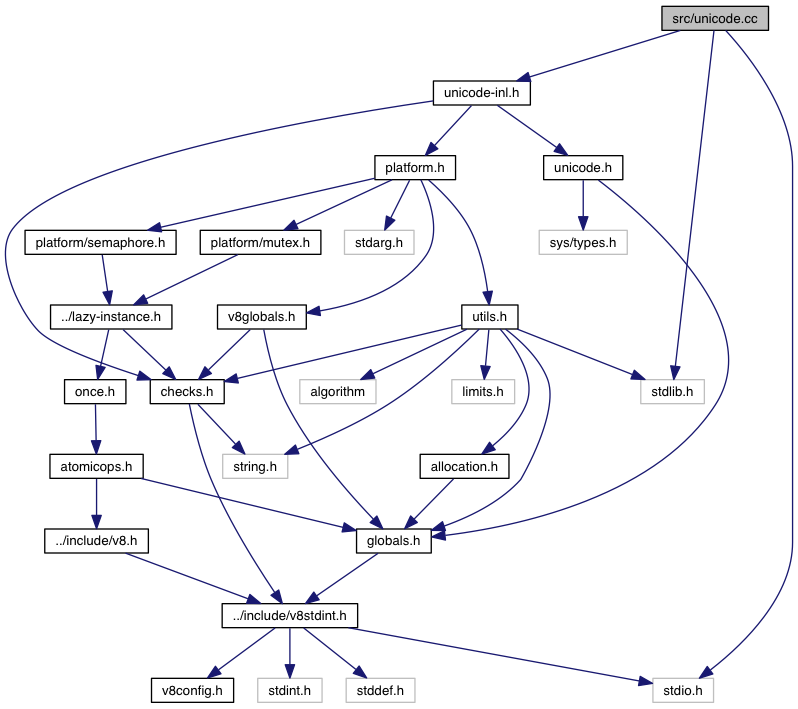 src/unicode.cc
unicode-inl.h
platform.h
unicode.h
platform/semaphore.h
platform/mutex.h
stdarg.h
sys/types.h
../lazy-instance.h
v8globals.h
utils.h
once.h
checks.h
algorithm
limits.h
stdlib.h
atomicops.h
string.h
allocation.h
../include/v8.h
globals.h
../include/v8stdint.h
v8config.h
stdint.h
stddef.h
stdio.h